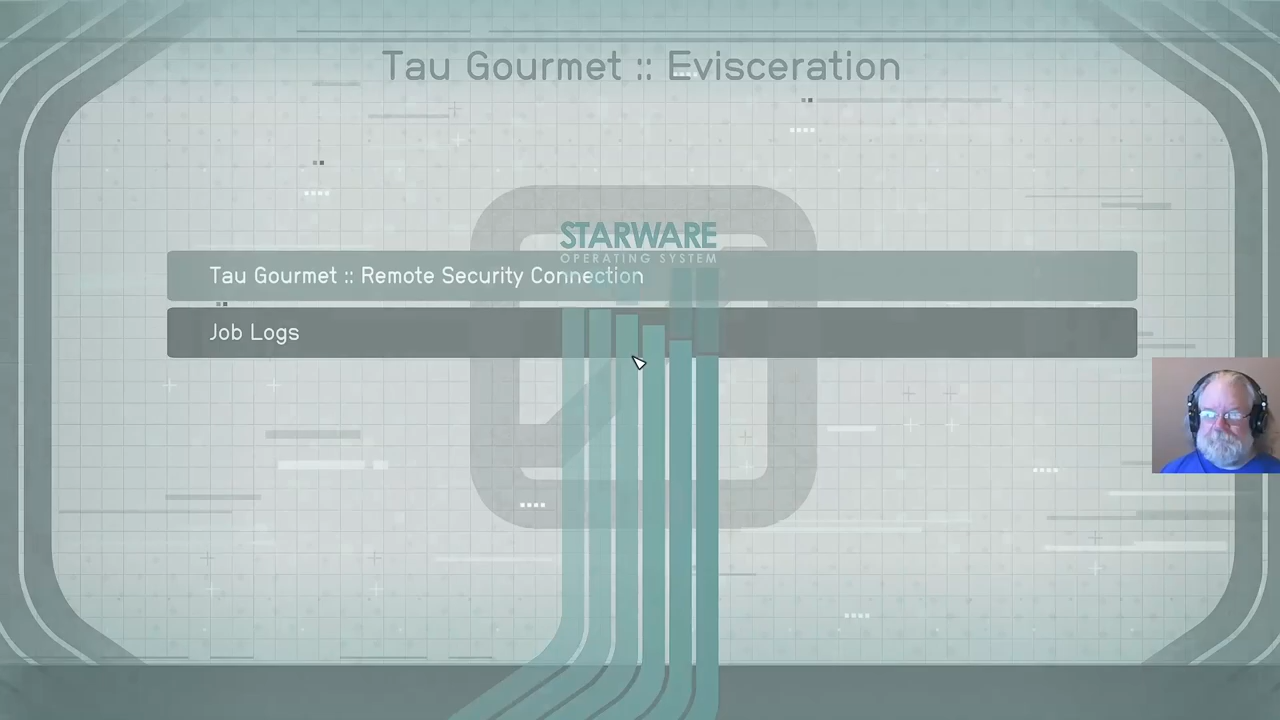 Tau Gourmet :: Evisceration
STARWARE
OPERATING SYSTEM
Tau Gourmet :: Remote Security Connection
Job Logs